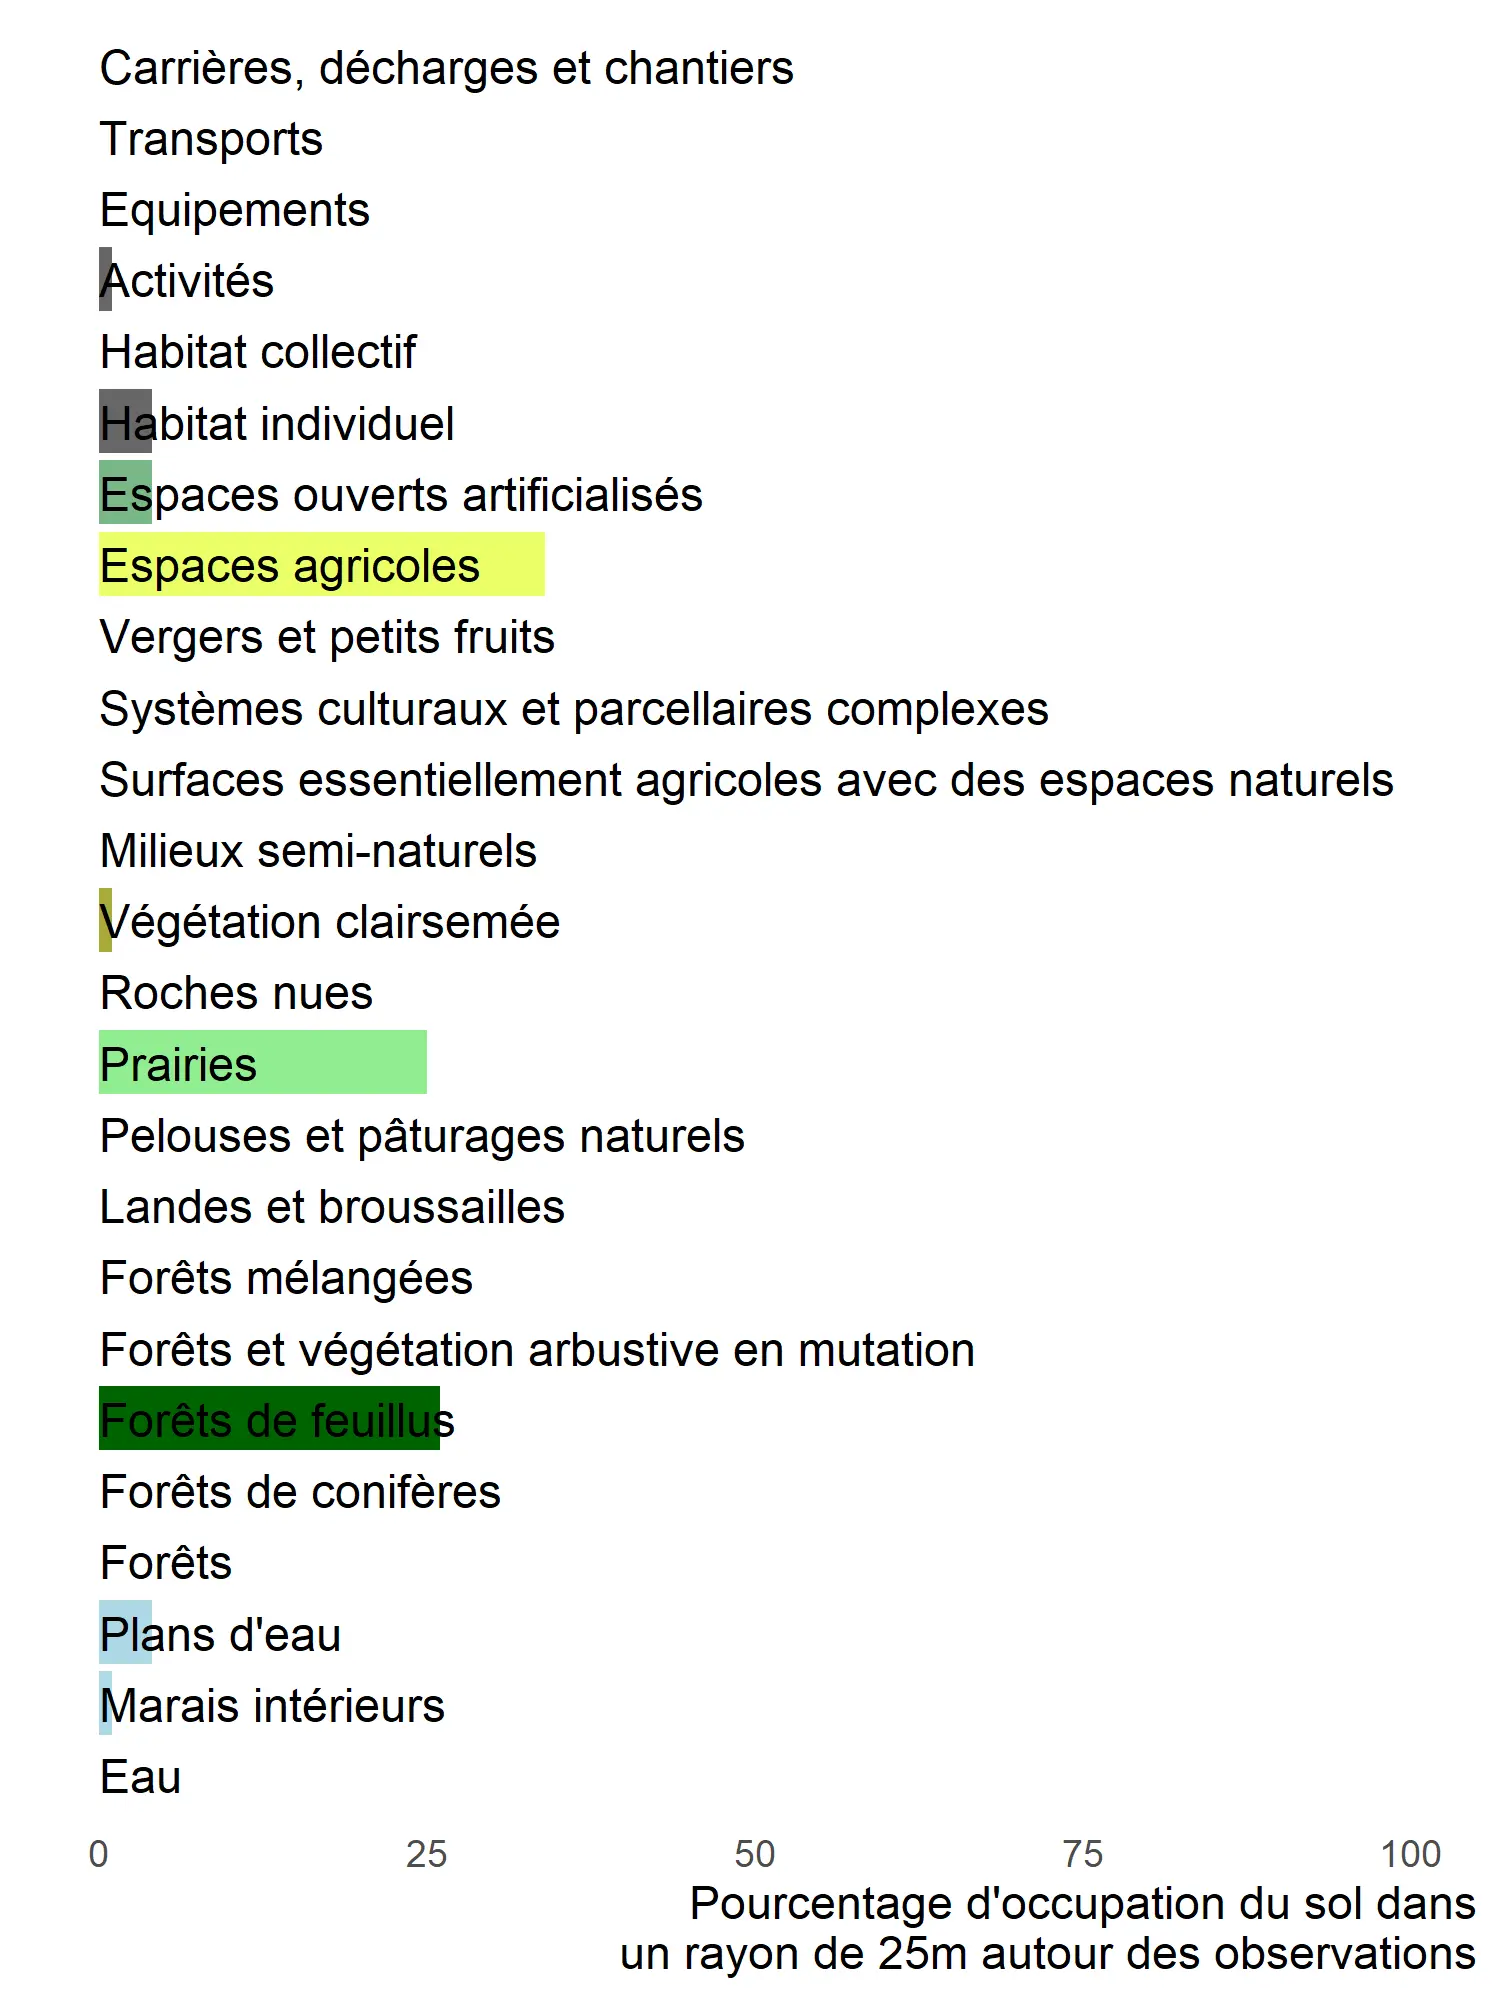 Carrières, décharges et chantiers
Transports
Equipements
Activités
Habitat collectif
Habitat individuel
Espaces ouverts artificialisés
Espaces agricoles
Vergers et petits fruits
Systèmes culturaux et parcellaires complexes
Surfaces essentiellement agricoles avec des espaces naturels
Milieux semi-naturels
Végétation clairsemée
Roches nues
Prairies
Pelouses et pâturages naturels
Landes et broussailles
Forêts mélangées
Forêts et végétation arbustive en mutation
Forêts de feuillus
Forêts de conifères
Forêts
Plans d'eau
Marais intérieurs
Eau
0 25 50 75 100
Pourcentage d'occupation du sol dans
un rayon de 25m autour des observations